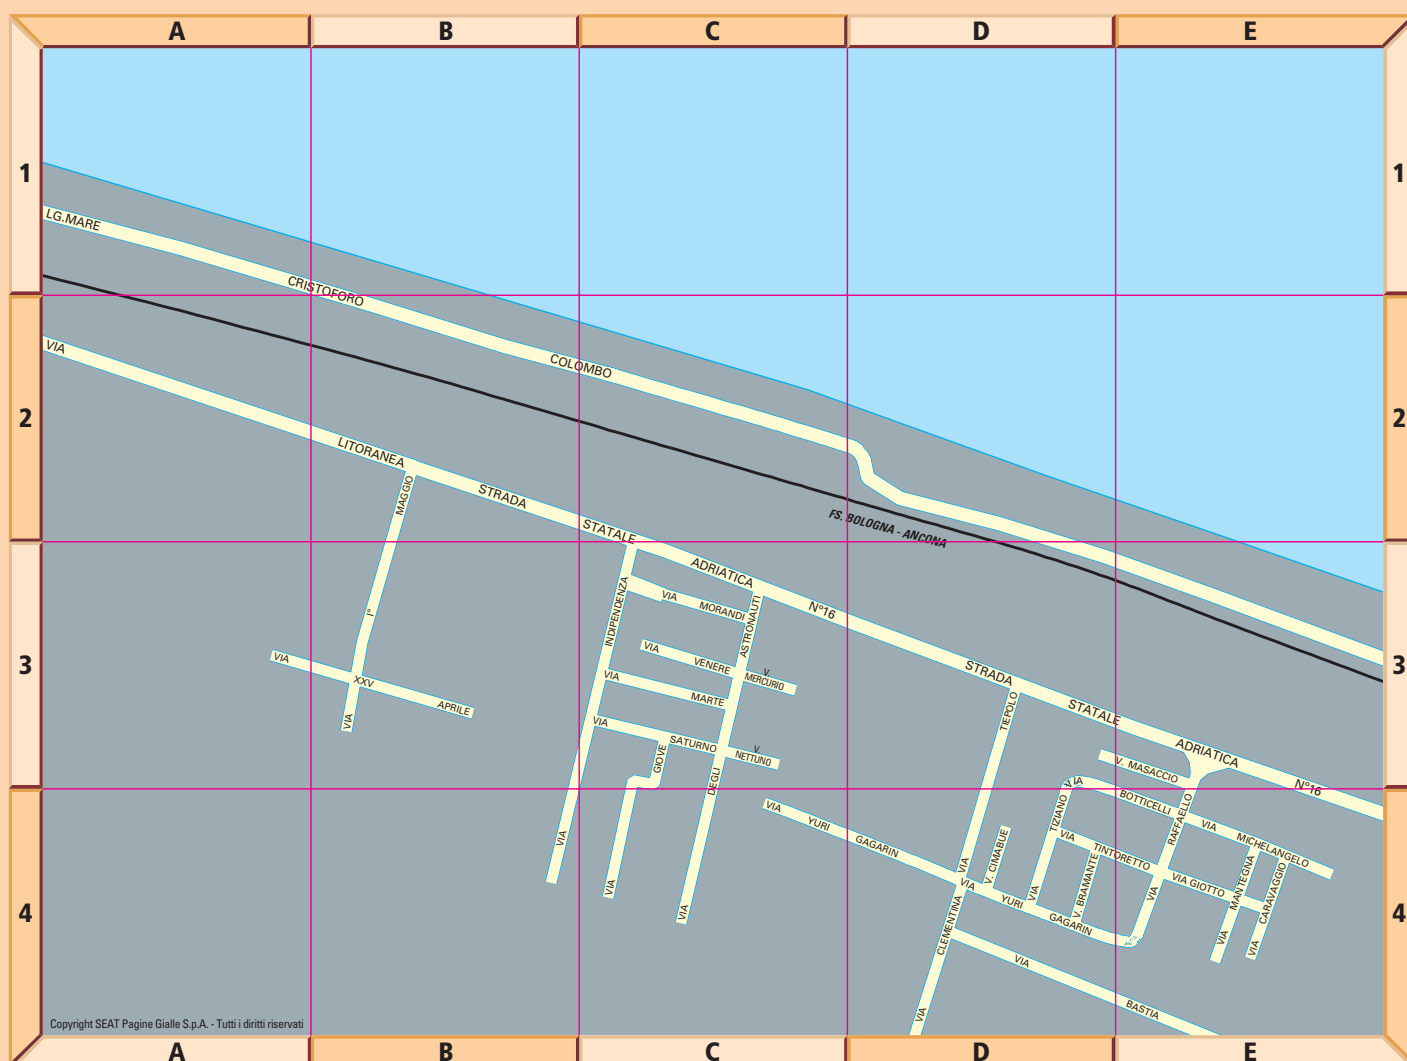 A B C D E
1 1
LG.MARE
CRISTOFORO
COLOMBO
2 2
VIA
LITORANEA
STRADA
STATALE
ADRIATICA
N°16
STRADA
STATALE
ADRIATICA
N°16
FS. BOLOGNA - ANCONA
3 3
MAGGIO
I°
VIA
VIA
XXV
APRILE
INDIPENDENZA
VIA
VIA
MORANDI
ASTRONAUTI
DEGLI
VIA
VIA
VENERE
V.
MERCURIO
VIA
MARTE
VIA
SATURNO
V.
NETTUNO
GIOVE
VIA
TIEPOLO
VIA
V. MASACCIO
VIA
BOTTICELLI
TIZIANO
VIA
RAFFAELLO
VIA
4 4
VIA
YURI
GAGARIN
VIA
YURI
GAGARIN
V. CIMABUE
VIA
TINTORETTO
V. BRAMANTE
VIA
MICHELANGELO
VIA GIOTTO
MANTEGNA
VIA
CARAVAGGIO
VIA
CLEMENTINA
VIA
VIA
BASTIA
Copyright SEAT Pagine Gialle S.p.A. - Tutti i diritti riservati
A B C D E